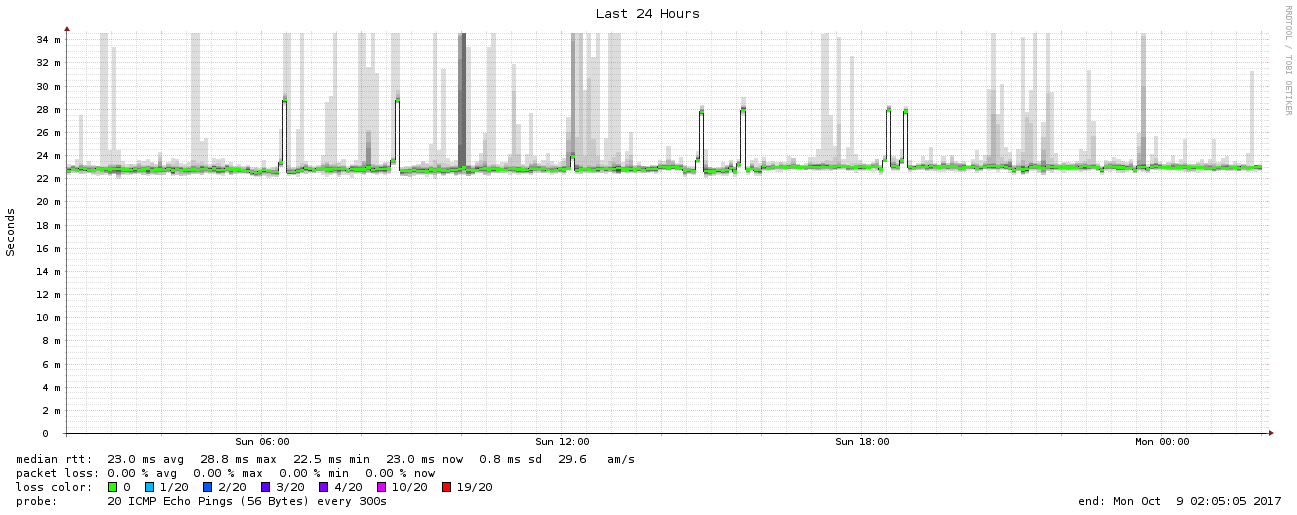 Last 24 Hours
RRDTOOL / TOBI OETIKER
Seconds
34 m
32 m
30 m
28 m
26 m
24 m
22 m
20 m
18 m
16 m
14 m
12 m
10 m
8 m
6 m
4 m
2 m
0
Sun 06:00 Sun 12:00 Sun 18:00 Mon 00:00
median rtt: 23.0 ms avg 28.8 ms max 22.5 ms min 23.0 ms now 0.8 ms sd 29.6 am/s
packet loss: 0.00 % avg 0.00 % max 0.00 % min 0.00 % now
loss color: 0 1/20 2/20 3/20 4/20 10/20 19/20
probe: 20 ICMP Echo Pings (56 Bytes) every 300s end: Mon Oct 9 02:05:05 2017